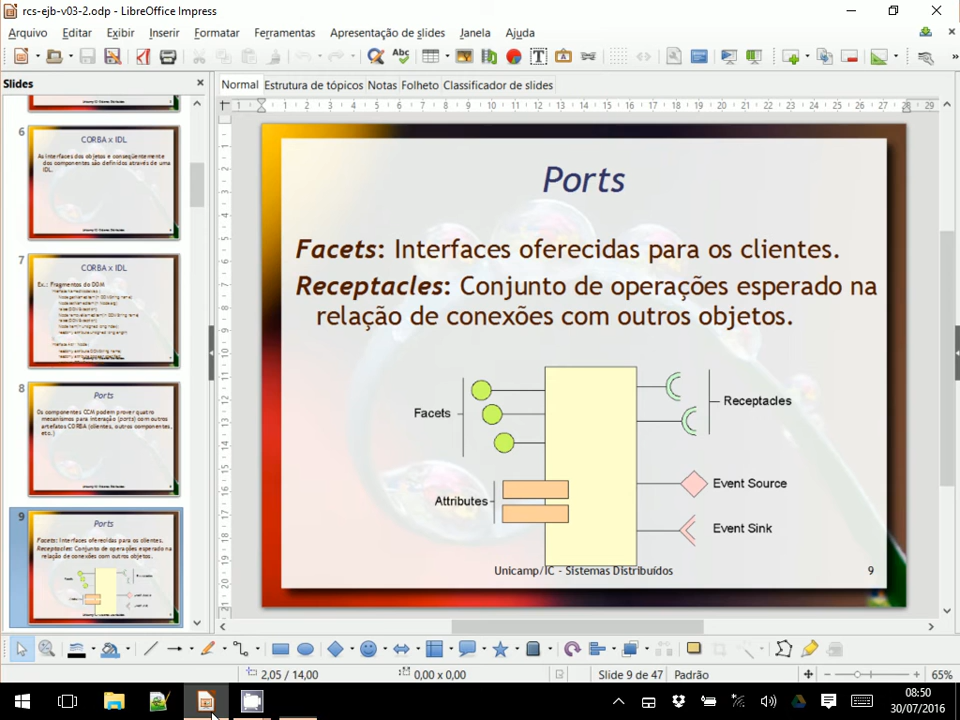 rcs-ejb-v03-2.odp - LibreOffice Impress
Arquivo Editar Exibir Inserir Formatar Ferramentas Apresentação de slides Janela Ajuda
Slides
Normal Estrutura de tópicos Notas Folheto Classificador de slides
6
CORBA x IDL
As interfaces dos objetos e conseqüentemente
dos componentes são definidos através de uma
IDL.
7
CORBA x IDL
Ex.: Fragmentos do DOM
8
Ports
Os componentes CCM podem prover quatro
mecanismos para interação (ports) com outros
artefatos CORBA (clientes, outros componentes,
etc.)
9
Ports
Facets: Interfaces oferecidas para os clientes.
Receptacles: Conjunto de operações esperado na
relação de conexões com outros objetos.
Ports
Facets: Interfaces oferecidas para os clientes.
Receptacles: Conjunto de operações esperado na
relação de conexões com outros objetos.
Facets
Receptacles
Attributes
Event Source
Event Sink
Unicamp/IC - Sistemas Distribuídos
9
2,05 / 14,00
0,00 x 0,00
Slide 9 de 47
Padrão
65%
08:50
30/07/2016